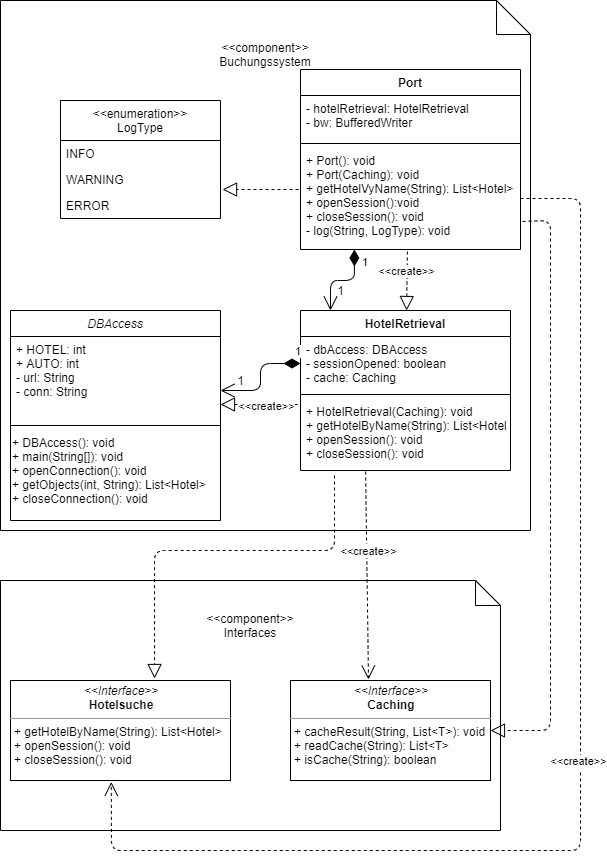 <<component>>
Buchungssystem
Port
- hotelRetrieval: HotelRetrieval
- bw: BufferedWriter
+ Port(): void
+ Port(Caching): void
+ getHotelVyName(String): List<Hotel>
+ openSession():void
+ closeSession(): void
- log(String, LogType): void
<<enumeration>>
LogType
INFO
WARNING
ERROR
1
<<create>>
1
DBAccess
+ HOTEL: int
+ AUTO: int
- url: String
- conn: String
+ DBAccess(): void
+ main(String[]): void
+ openConnection(): void
+ getObjects(int, String): List<Hotel>
+ closeConnection(): void
1
1
<<create>>
HotelRetrieval
- dbAccess: DBAccess
- sessionOpened: boolean
- cache: Caching
+ HotelRetrieval(Caching): void
+ getHotelByName(String): List<Hotel
+ openSession(): void
+ closeSession(): void
<<create>>
<<component>>
Interfaces
<<Interface>>
Hotelsuche
+ getHotelByName(String): List<Hotel>
+ openSession(): void
+ closeSession(): void
<<Interface>>
Caching
+ cacheResult(String, List<T>): void
+ readCache(String): List<T>
+ isCache(String): boolean
<<create>>